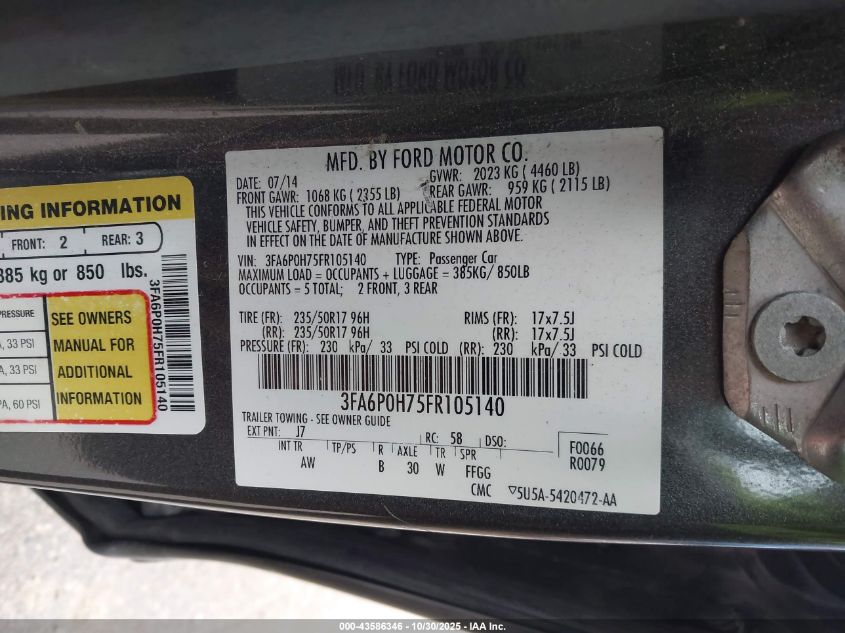 MFD. BY FORD MOTOR CO.
DATE: 07/14
GVWR: 2023 KG ( 4460 LB)
FRONT GAWR: 1068 KG ( 2355 LB)
REAR GAWR: 959 KG ( 2115 LB)
THIS VEHICLE CONFORMS TO ALL APPLICABLE FEDERAL MOTOR
VEHICLE SAFETY, BUMPER, AND THEFT PREVENTION STANDARDS
IN EFFECT ON THE DATE OF MANUFACTURE SHOWN ABOVE.
VIN: 3FA6P0H75FR105140 TYPE: Passenger Car
MAXIMUM LOAD = OCCUPANTS + LUGGAGE = 385KG/ 850LB
OCCUPANTS = 5 TOTAL; 2 FRONT, 3 REAR
TIRE (FR): 235/50R17 96H RIMS (FR): 17x7.5J
(RR): 235/50R17 96H (RR): 17x7.5J
PRESSURE (FR): 230 kPa/ 33 PSI COLD (RR): 230 kPa/ 33 PSI COLD
3FA6P0H75FR105140
TRAILER TOWING - SEE OWNER GUIDE
EXT PNT: J7 RC: 58 DSO: F0066
R0079
INT TR TP/PS R AXLE TR SPR
AW B 30 W FFGG
CMC ▽5U5A-5420472-AA
ING INFORMATION
FRONT: 2 REAR: 3
385 kg or 850 lbs.
PRESSURE
A, 33 PSI
A, 33 PSI
PA, 60 PSI
SEE OWNERS
MANUAL FOR
ADDITIONAL
INFORMATION
3FA6P0H75FR105140
000-43586346 - 10/30/2025 - IAA Inc.